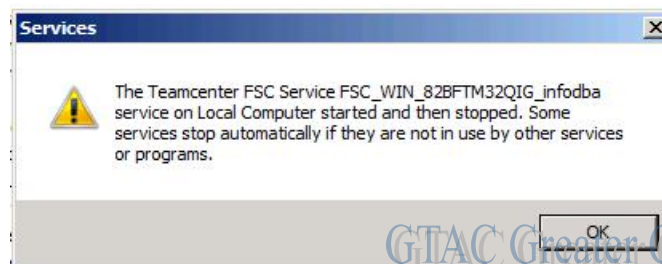 Services
The Teamcenter FSC Service FSC_WIN_82BFTM32QIG_infodba
service on Local Computer started and then stopped. Some
services stop automatically if they are not in use by other services
or programs.
OK
GTAC Greater